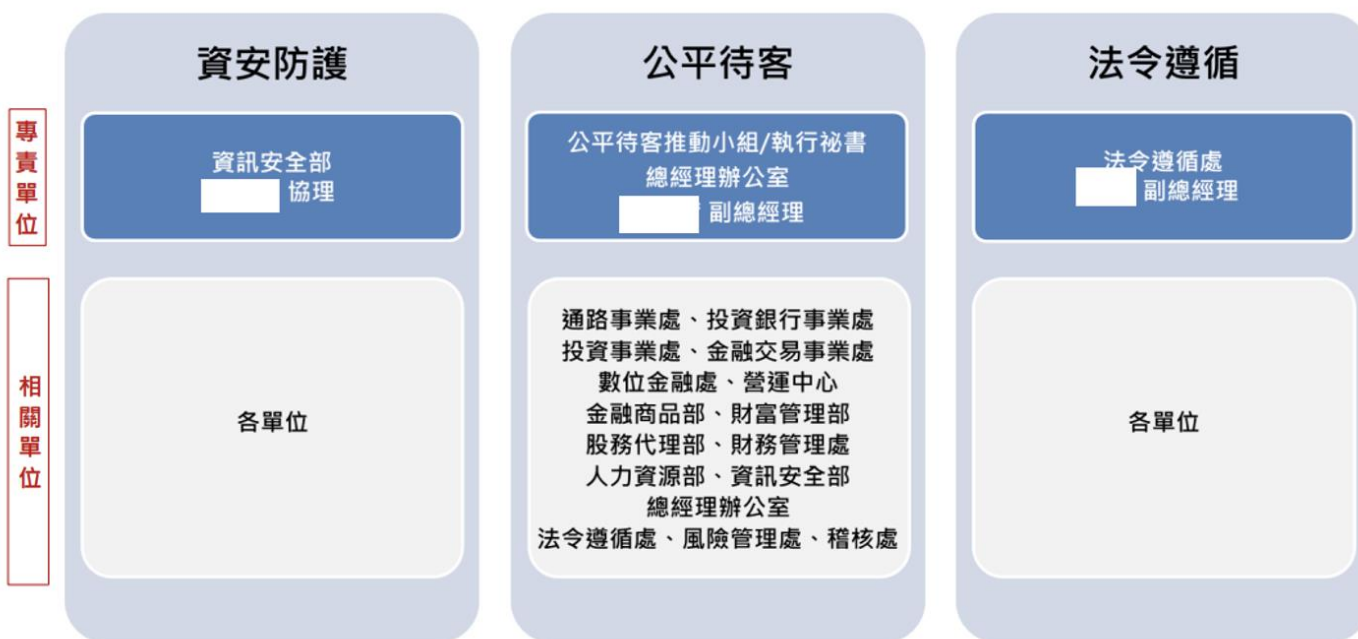 資安防護
公平待客
法令遵循
專責單位
資訊安全部
協理
公平待客推動小組/執行祕書
總經理辦公室
副總經理
法令遵循處
副總經理
相關單位
各單位
通路事業處、投資銀行事業處
投資事業處、金融交易事業處
數位金融處、營運中心
金融商品部、財富管理部
股務代理部、財務管理處
人力資源部、資訊安全部
總經理辦公室
法令遵循處、風險管理處、稽核處
各單位